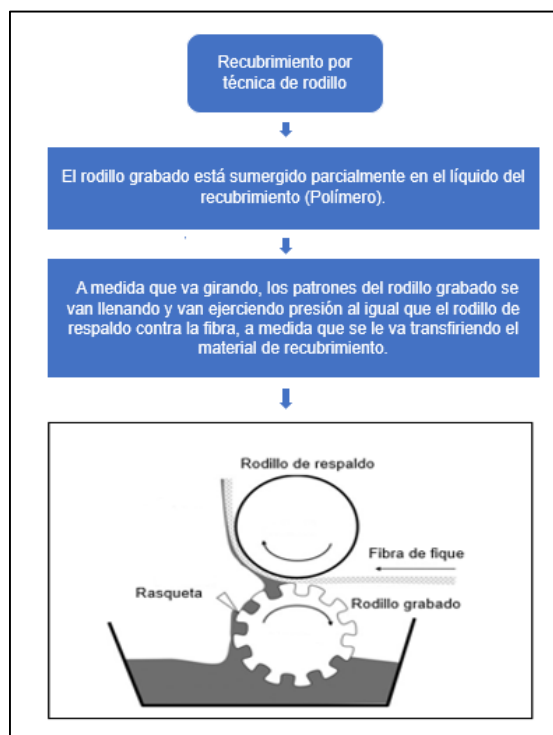 Recubrimiento por
técnica de rodillo
El rodillo grabado está sumergido parcialmente en el líquido del
recubrimiento (Polímero).
A medida que va girando, los patrones del rodillo grabado se
van llenando y van ejerciendo presión al igual que el rodillo de
respaldo contra la fibra, a medida que se le va transfiriendo el
material de recubrimiento.
Rodillo de respaldo
Fibra de fique
Rasqueta
Rodillo grabado